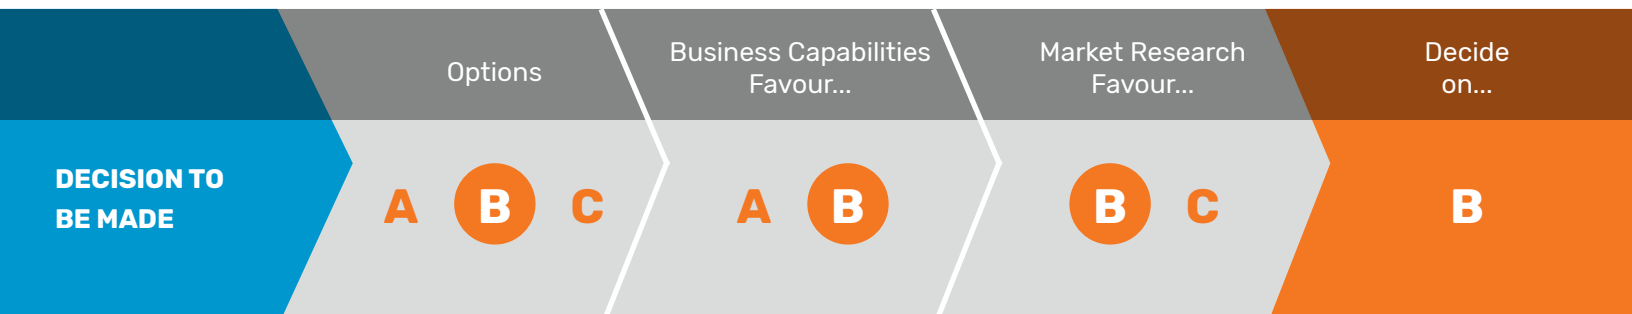 Options
Business Capabilities
Favour...
Market Research
Favour...
Decide
on...
DECISION TO
BE MADE
A B C
A B
B C
B